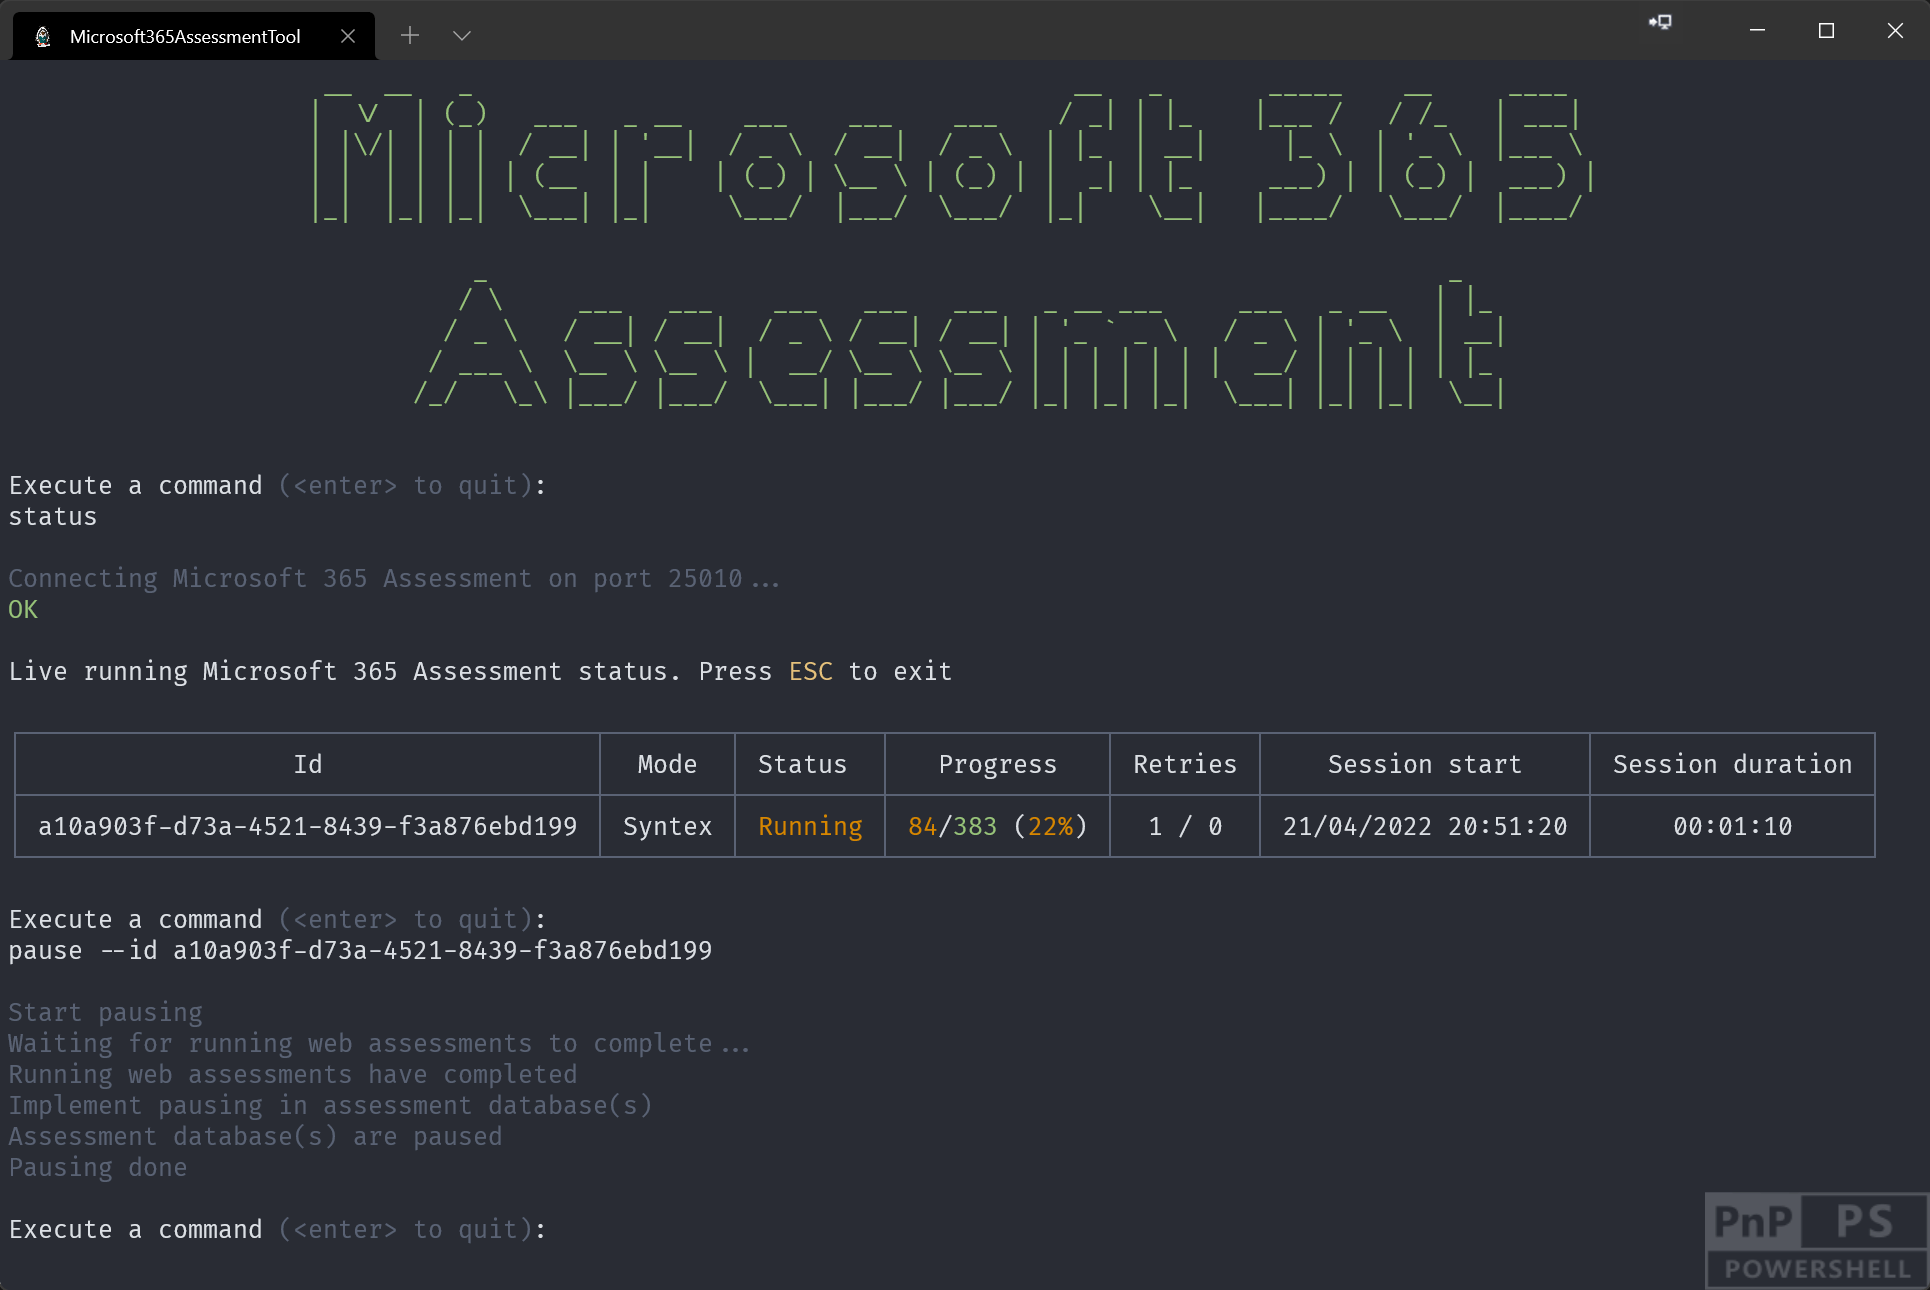 Microsoft365AssessmentTool
Microsoft 365
Assessment
Execute a command (<enter> to quit):
status
Connecting Microsoft 365 Assessment on port 25010...
OK
Live running Microsoft 365 Assessment status. Press ESC to exit
Id Mode Status Progress Retries Session start Session duration
a10a903f-d73a-4521-8439-f3a876ebd199 Syntex Running 84/383 (22%) 1 / 0 21/04/2022 20:51:20 00:01:10
Execute a command (<enter> to quit):
pause --id a10a903f-d73a-4521-8439-f3a876ebd199
Start pausing
Waiting for running web assessments to complete...
Running web assessments have completed
Implement pausing in assessment database(s)
Assessment database(s) are paused
Pausing done
Execute a command (<enter> to quit):
PnP PS
POWERSHELL